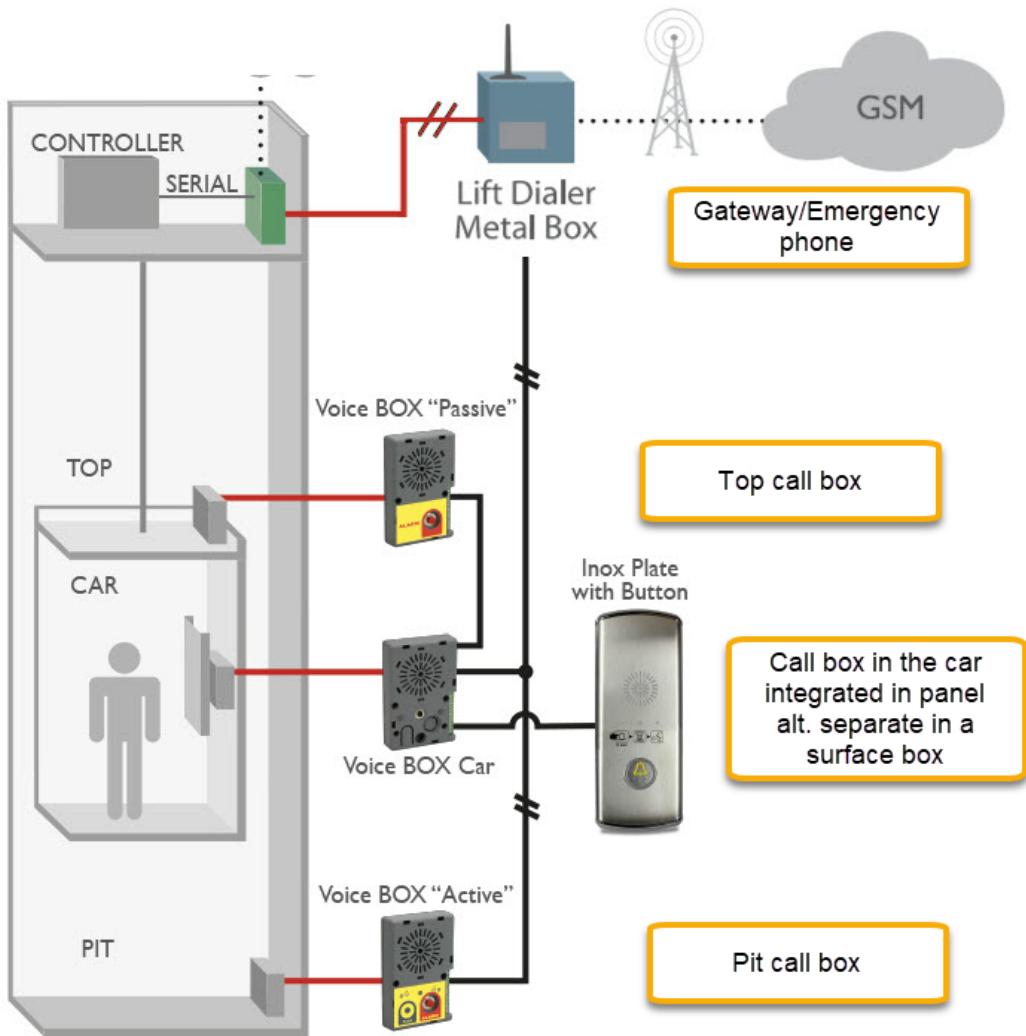 CONTROLLER
SERIAL
GSM
Lift Dialer
Metal Box
Gateway/Emergency
phone
Voice BOX “Passive”
TOP
ALARM
Top call box
CAR
Inox Plate
with Button
Call box in the car
integrated in panel
alt. separate in a
surface box
Voice BOX Car
Voice BOX “Active”
PIT
ALARM
Pit call box